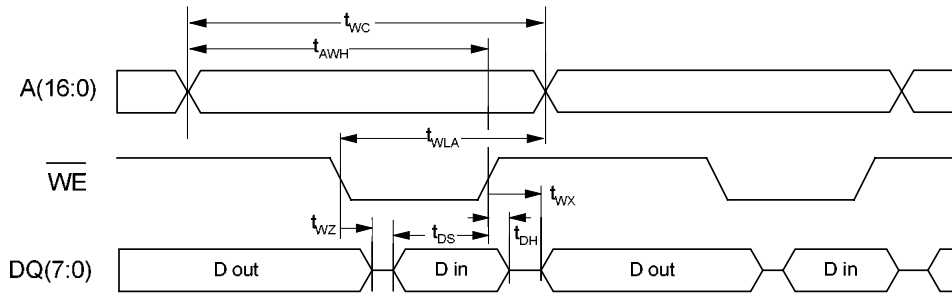 tWC
tAWH
A(16:0)
tWLA
WE
tWX
tWZ
tDS
tDH
DQ(7:0)
D out
D in
D out
D in